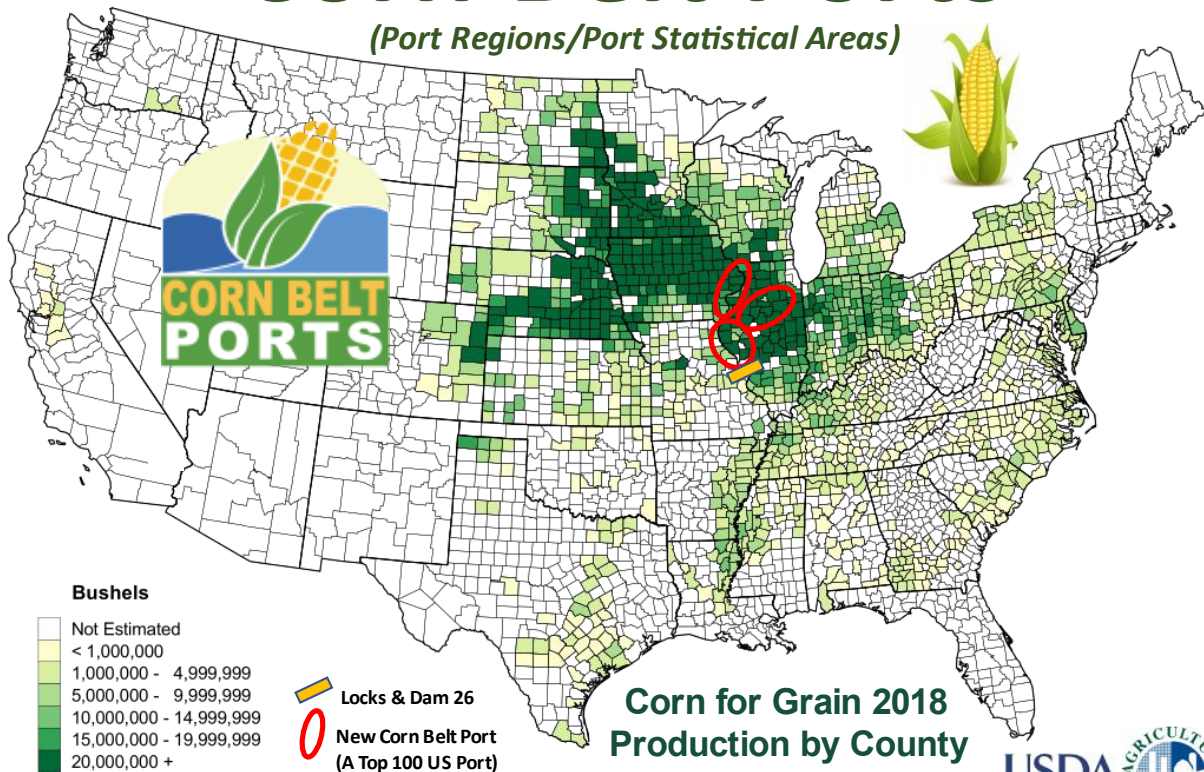 (Port Regions/Port Statistical Areas)
CORN BELT
PORTS
Bushels
Not Estimated
< 1,000,000
1,000,000 - 4,999,999
5,000,000 - 9,999,999
10,000,000 - 14,999,999
15,000,000 - 19,999,999
20,000,000 +
Locks & Dam 26
New Corn Belt Port
(A Top 100 US Port)
Corn for Grain 2018
Production by County
USDA